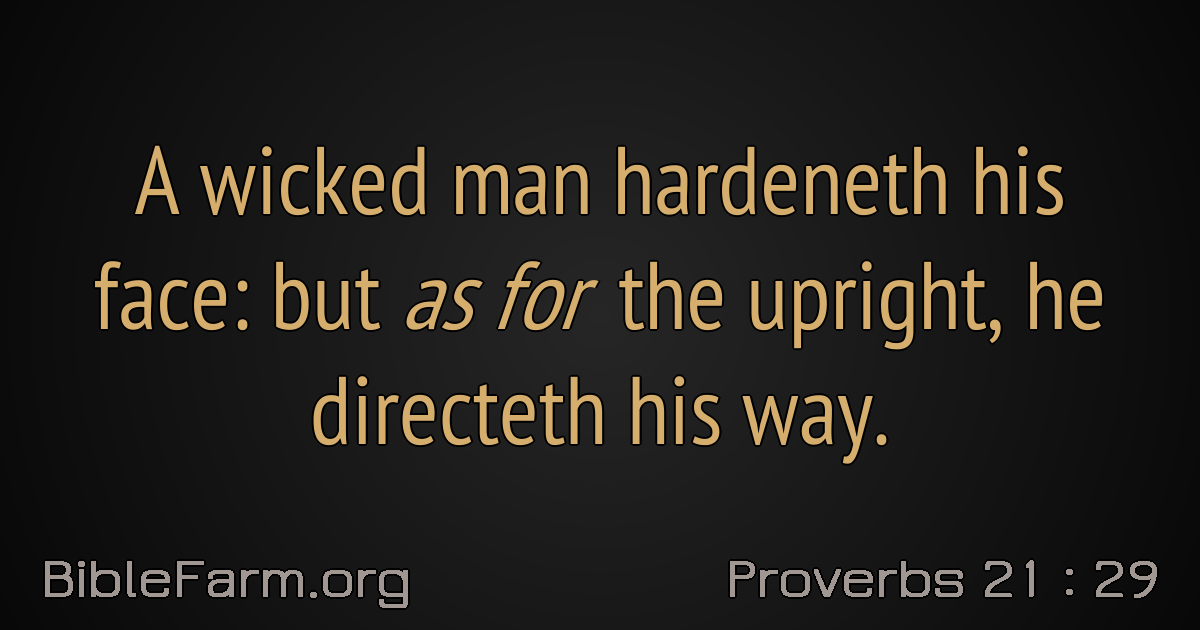 A wicked man hardeneth his
face: but as for the upright, he
directeth his way.
BibleFarm.org
Proverbs 21 : 29